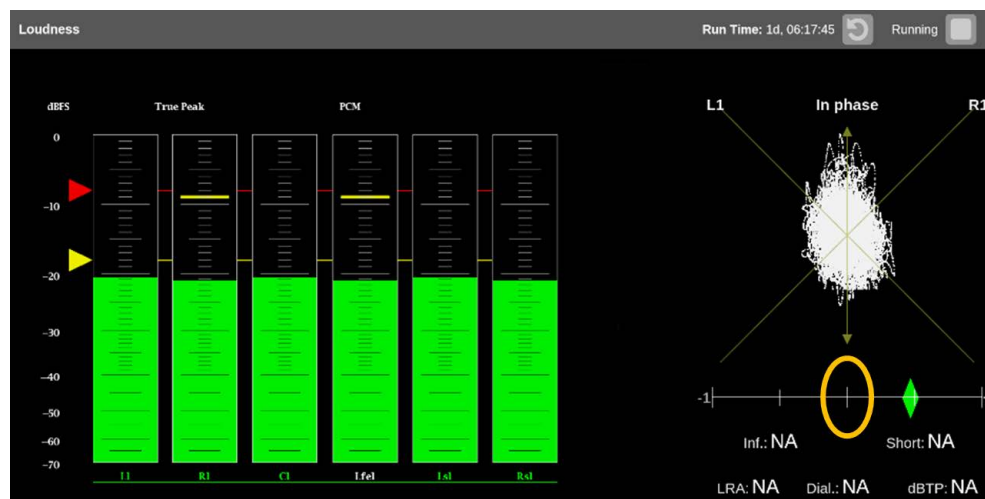 Loudness Run Time: 1d, 06:17:45 Running
dBFS True Peak PCM
0
-10
-20
-30
-40
-50
-60
-70
L1 R1 C1 Lfe1 Ls1 Rs1
L1 In phase R1
-1
Inf.: NA Short: NA
LRA: NA Dial.: NA dBTP: NA